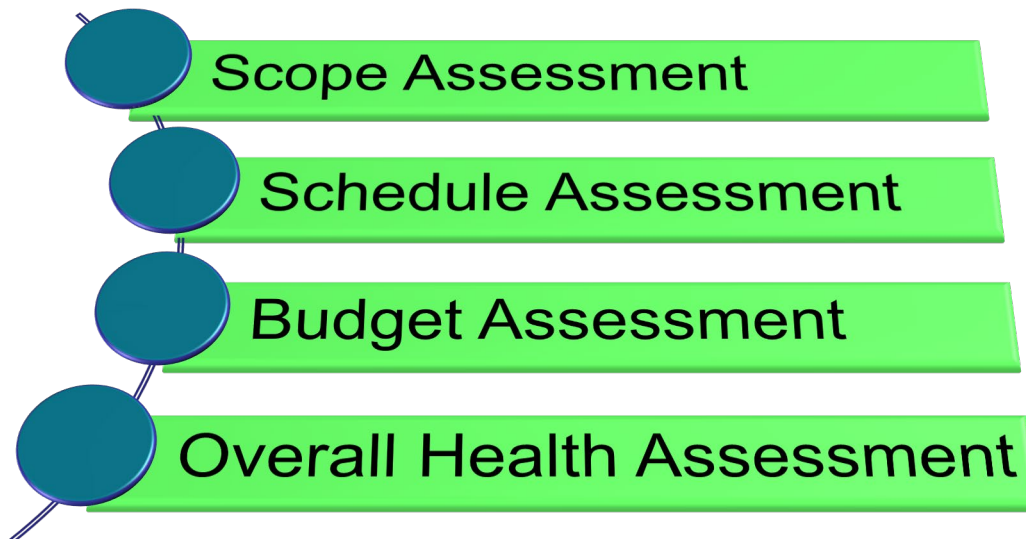 Scope Assessment
Schedule Assessment
Budget Assessment
Overall Health Assessment